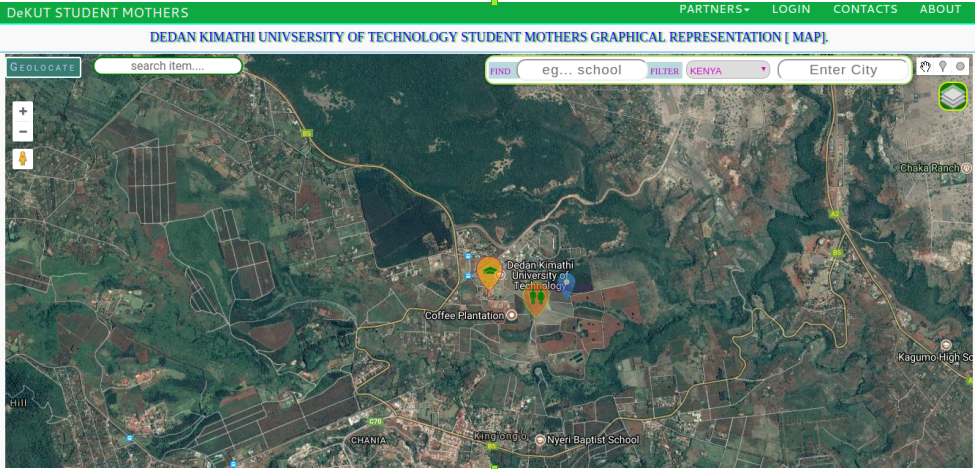 DeKUT STUDENT MOTHERS
PARTNERS LOGIN CONTACTS ABOUT
DEDAN KIMATHI UNIVSERSITY OF TECHNOLOGY STUDENT MOTHERS GRAPHICAL REPRESENTATION [ MAP].
GEOLOCATE
search item....
FIND
eg... school
FILTER
KENYA
Enter City
+
−
B5
Chaka Ranch
A2
B5
Dedan Kimathi
University of
Technology
Coffee Plantation
Kagumo High Sc
Hill
C70
CHANIA
King'ong'o
B5
Nyeri Baptist School